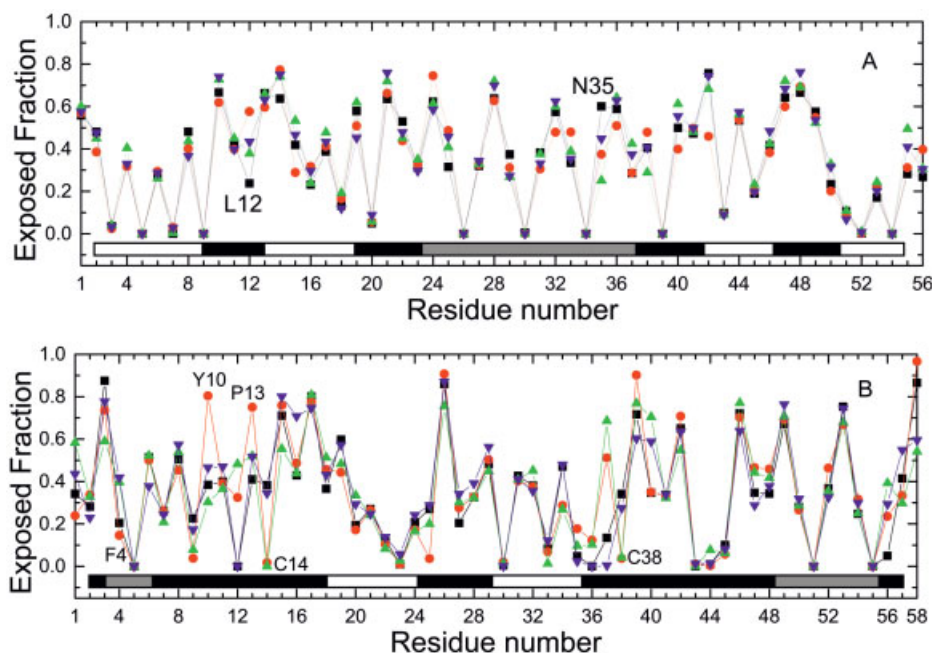 1.0
A
0.8
N35
0.6
0.4
0.2
L12
0.0
Exposed Fraction
1 4 8 12 16 20 24 28 32 36 40 44 48 52 56
Residue number
1.0
Y10 P13
B
0.8
0.6
0.4
0.2
F4
C14
C38
0.0
Exposed Fraction
1 4 8 12 16 20 24 28 32 36 40 44 48 52 56 58
Residue number